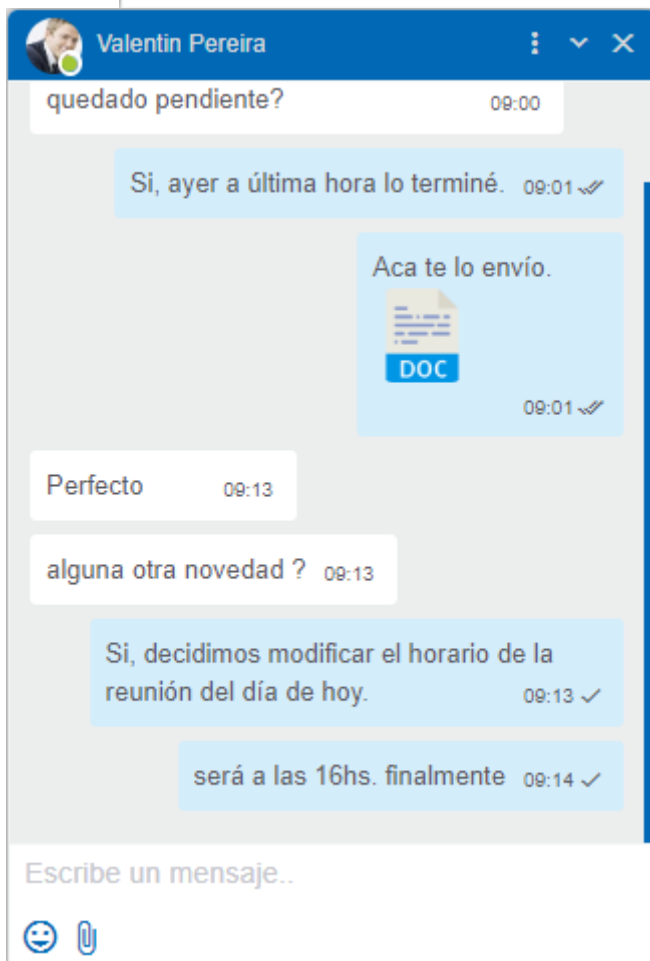 Valentin Pereira
quedado pendiente? 09:00
Si, ayer a última hora lo terminé. 09:01
Aca te lo envío.
DOC
09:01
Perfecto 09:13
alguna otra novedad ? 09:13
Si, decidimos modificar el horario de la
reunión del día de hoy. 09:13
será a las 16hs. finalmente 09:14
Escribe un mensaje..